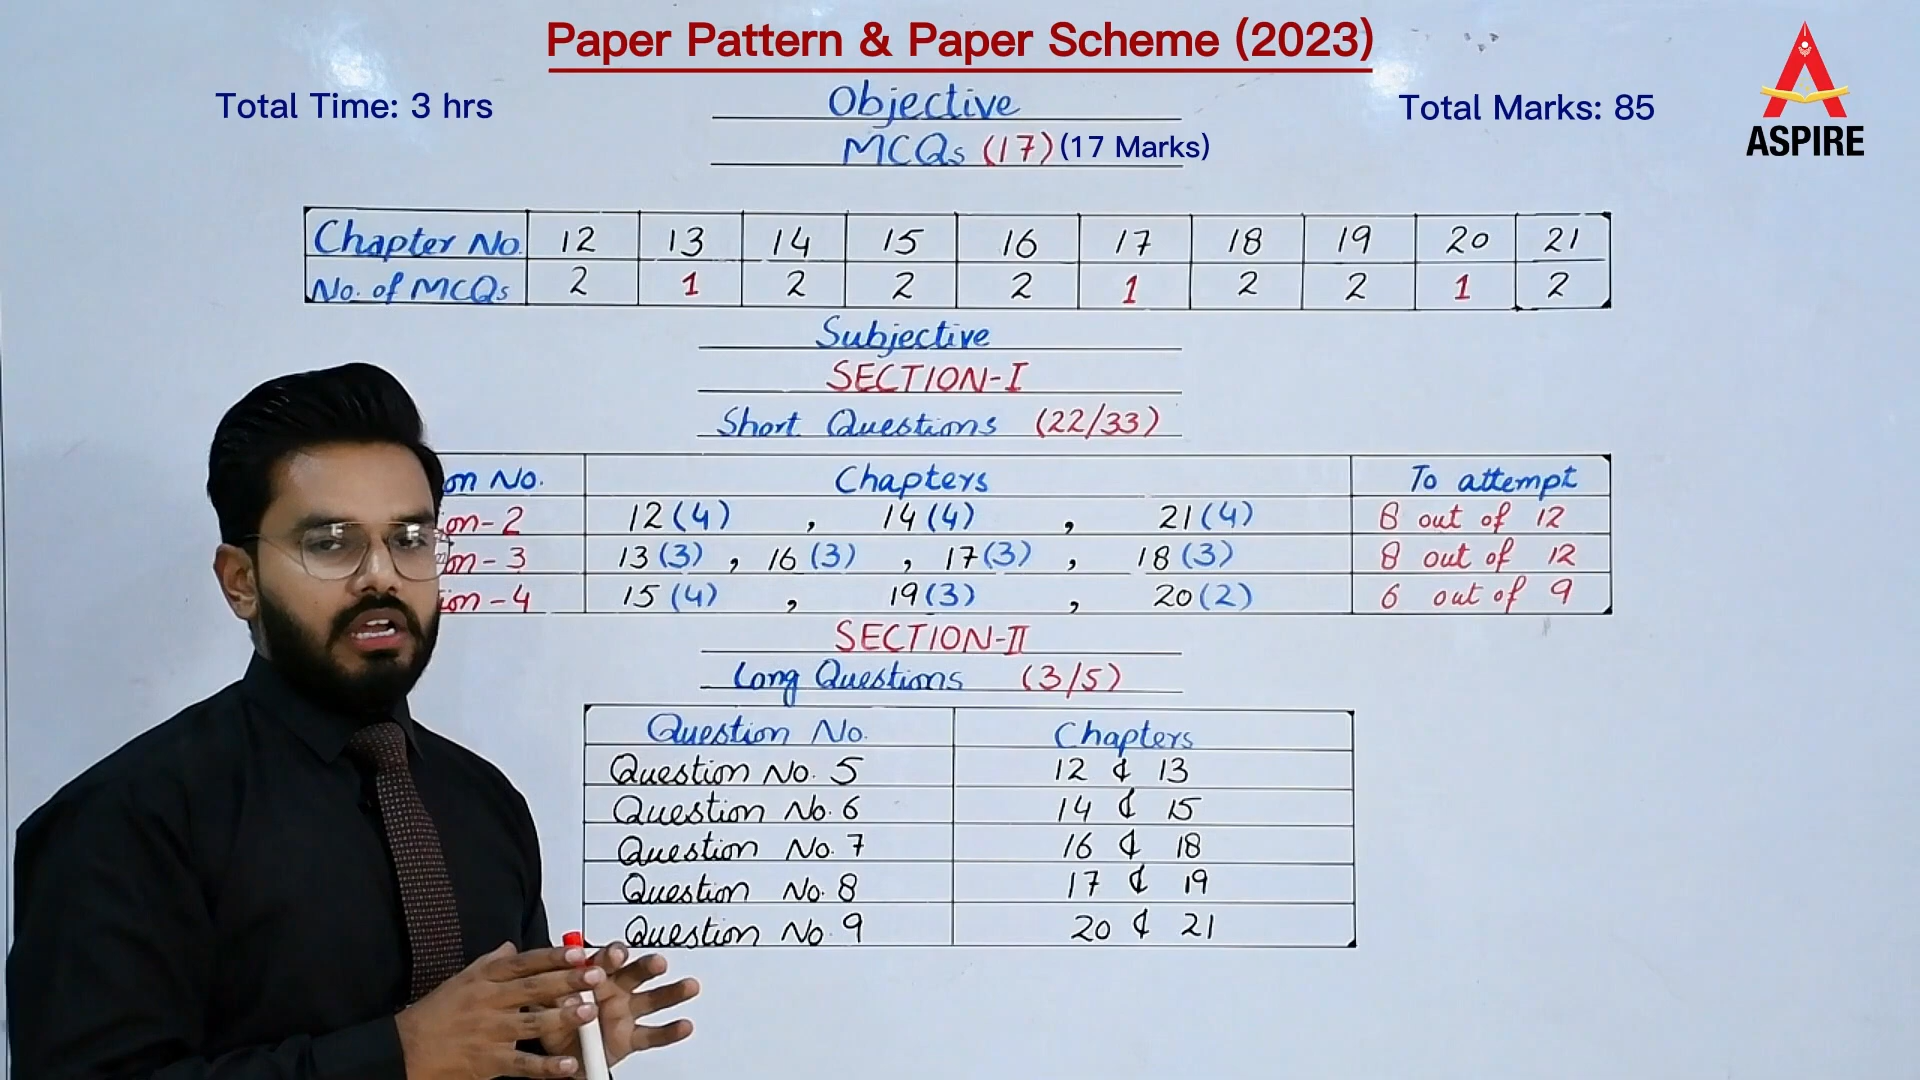 Paper Pattern & Paper Scheme (2023)
Total Time: 3 hrs
Objective
Total Marks: 85
MCQs (17) (17 Marks)
ASPIRE
Chapter No. 12 13 14 15 16 17 18 19 20 21
No. of MCQs 2 1 2 2 2 1 2 2 1 2
Subjective
SECTION-I
Short Questions (22/33)
on No. Chapters To attempt
on-2 12(4) , 14(4) , 21(4) 8 out of 12
on-3 13(3) , 16(3) , 17(3) , 18(3) 8 out of 12
ion-4 15(4) , 19(3) , 20(2) 6 out of 9
SECTION-II
Long Questions (3/5)
Question No. Chapters
Question No. 5 12 & 13
Question No. 6 14 & 15
Question No. 7 16 & 18
Question No. 8 17 & 19
Question No. 9 20 & 21